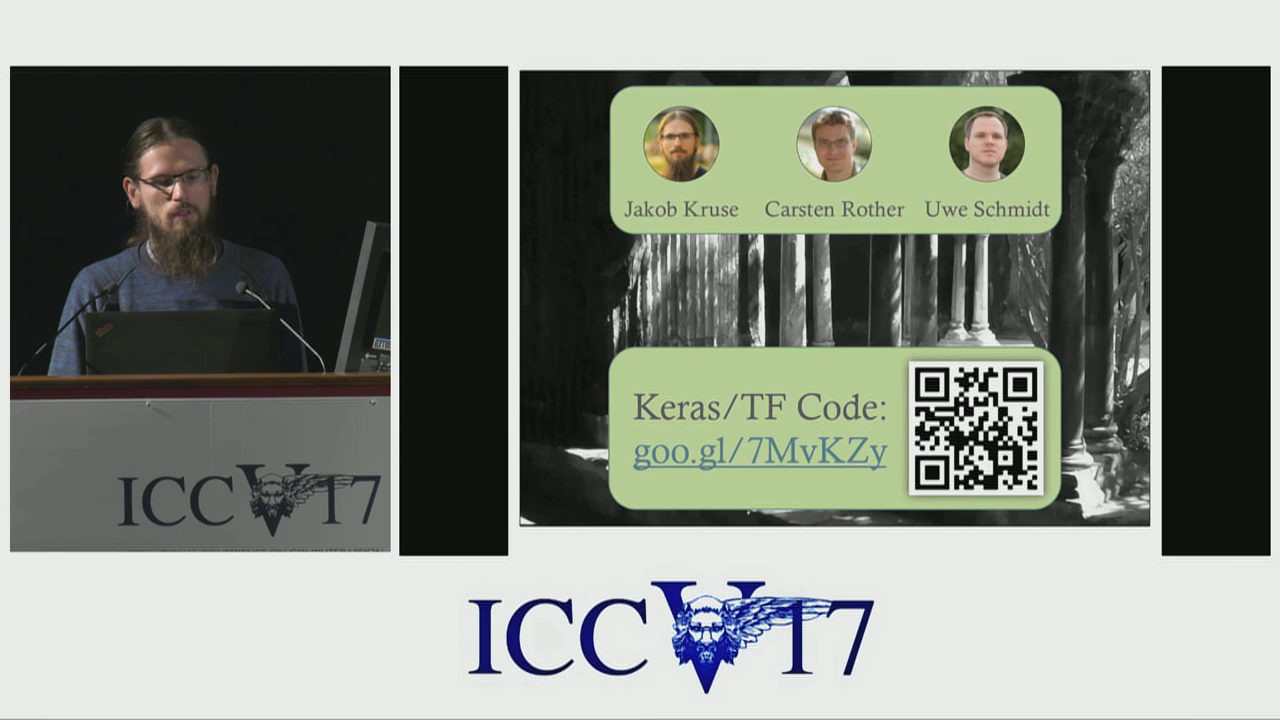 Jakob Kruse
Carsten Rother
Uwe Schmidt
Keras/TF Code:
goo.gl/7MvKZy
ICCV17
ICCV17